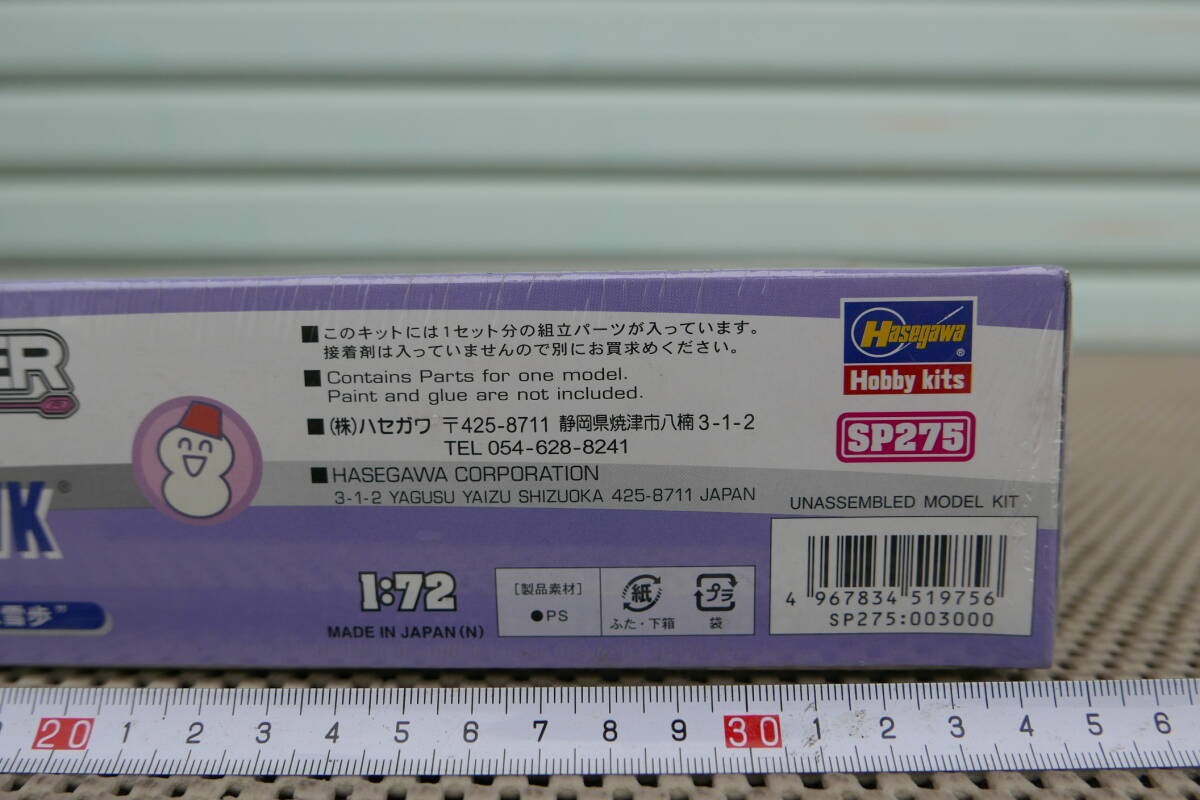 ER
このキットには1セット分の組立パーツが入っています。
接着剤は入っていませんので別にお買求めください。
Contains Parts for one model.
Paint and glue are not included.
(株)ハセガワ 〒425-8711 静岡県焼津市八楠3-1-2
TEL 054-628-8241
HASEGAWA CORPORATION
3-1-2 YAGUSU YAIZU SHIZUOKA 425-8711 JAPAN
Hasegawa®
Hobby kits
SP275
UNASSEMBLED MODEL KIT
K®
雪歩”
1:72
MADE IN JAPAN(N)
[製品素材]
●PS
紙
ふた・下箱
プラ
袋
4 967834 519756
SP275:003000
20 1 2 3 4 5 6 7 8 9 30 1 2 3 4 5 6